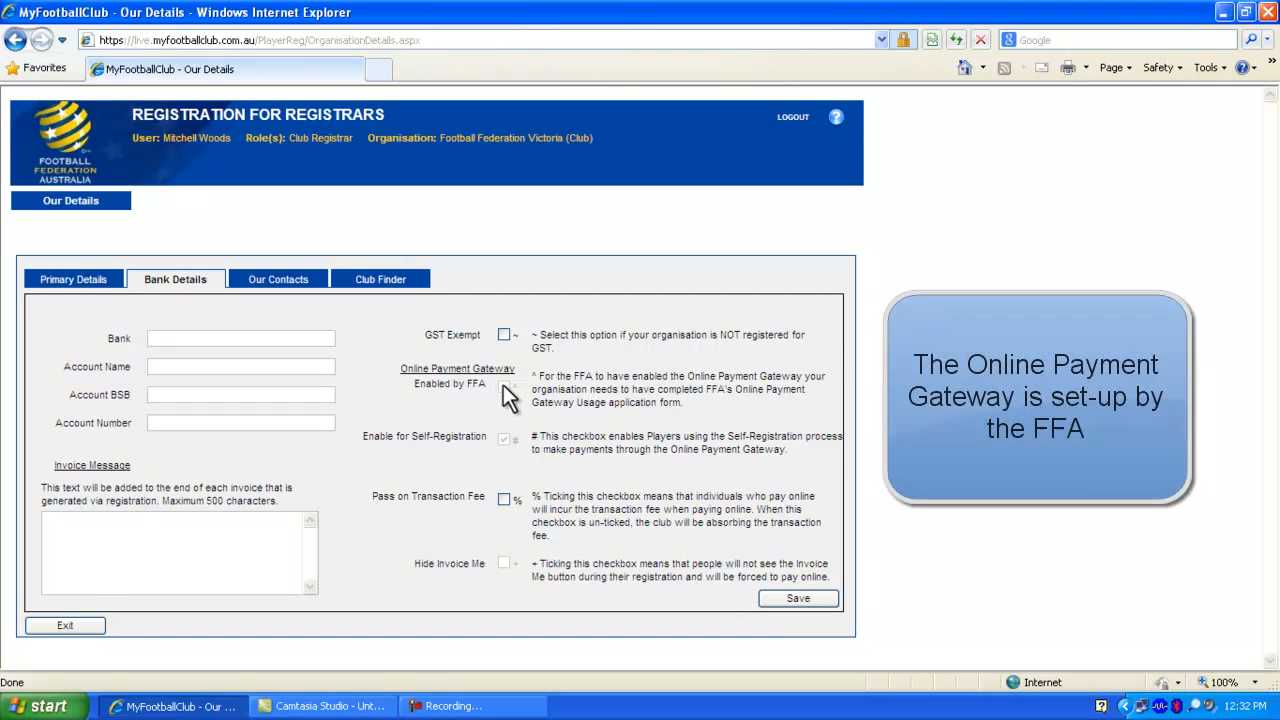 MyFootballClub - Our Details - Windows Internet Explorer
https://live.myfootballclub.com.au/PlayerReg/OrganisationDetails.aspx
Google
Favorites
MyFootballClub - Our Details
Page
Safety
Tools
FOOTBALL
FEDERATION
AUSTRALIA
REGISTRATION FOR REGISTRARS
User: Mitchell Woods Role(s): Club Registrar Organisation: Football Federation Victoria (Club)
LOGOUT
?
Our Details
Primary Details
Bank Details
Our Contacts
Club Finder
Bank
Account Name
Account BSB
Account Number
Invoice Message
This text will be added to the end of each invoice that is
generated via registration. Maximum 500 characters.
GST Exempt ~
~ Select this option if your organisation is NOT registered for
GST.
Online Payment Gateway
Enabled by FFA ^
^ For the FFA to have enabled the Online Payment Gateway your
organisation needs to have completed FFA's Online Payment
Gateway Usage application form.
Enable for Self-Registration #
# This checkbox enables Players using the Self-Registration process
to make payments through the Online Payment Gateway.
Pass on Transaction Fee %
% Ticking this checkbox means that individuals who pay online
will incur the transaction fee when paying online. When this
checkbox is un-ticked, the club will be absorbing the transaction
fee.
Hide Invoice Me +
+ Ticking this checkbox means that people will not see the Invoice
Me button during their registration and will be forced to pay online.
Save
Exit
The Online Payment
Gateway is set-up by
the FFA
Done
Internet
100%
start
MyFootballClub - Our ...
Camtasia Studio - Unt...
Recording...
12:32 PM